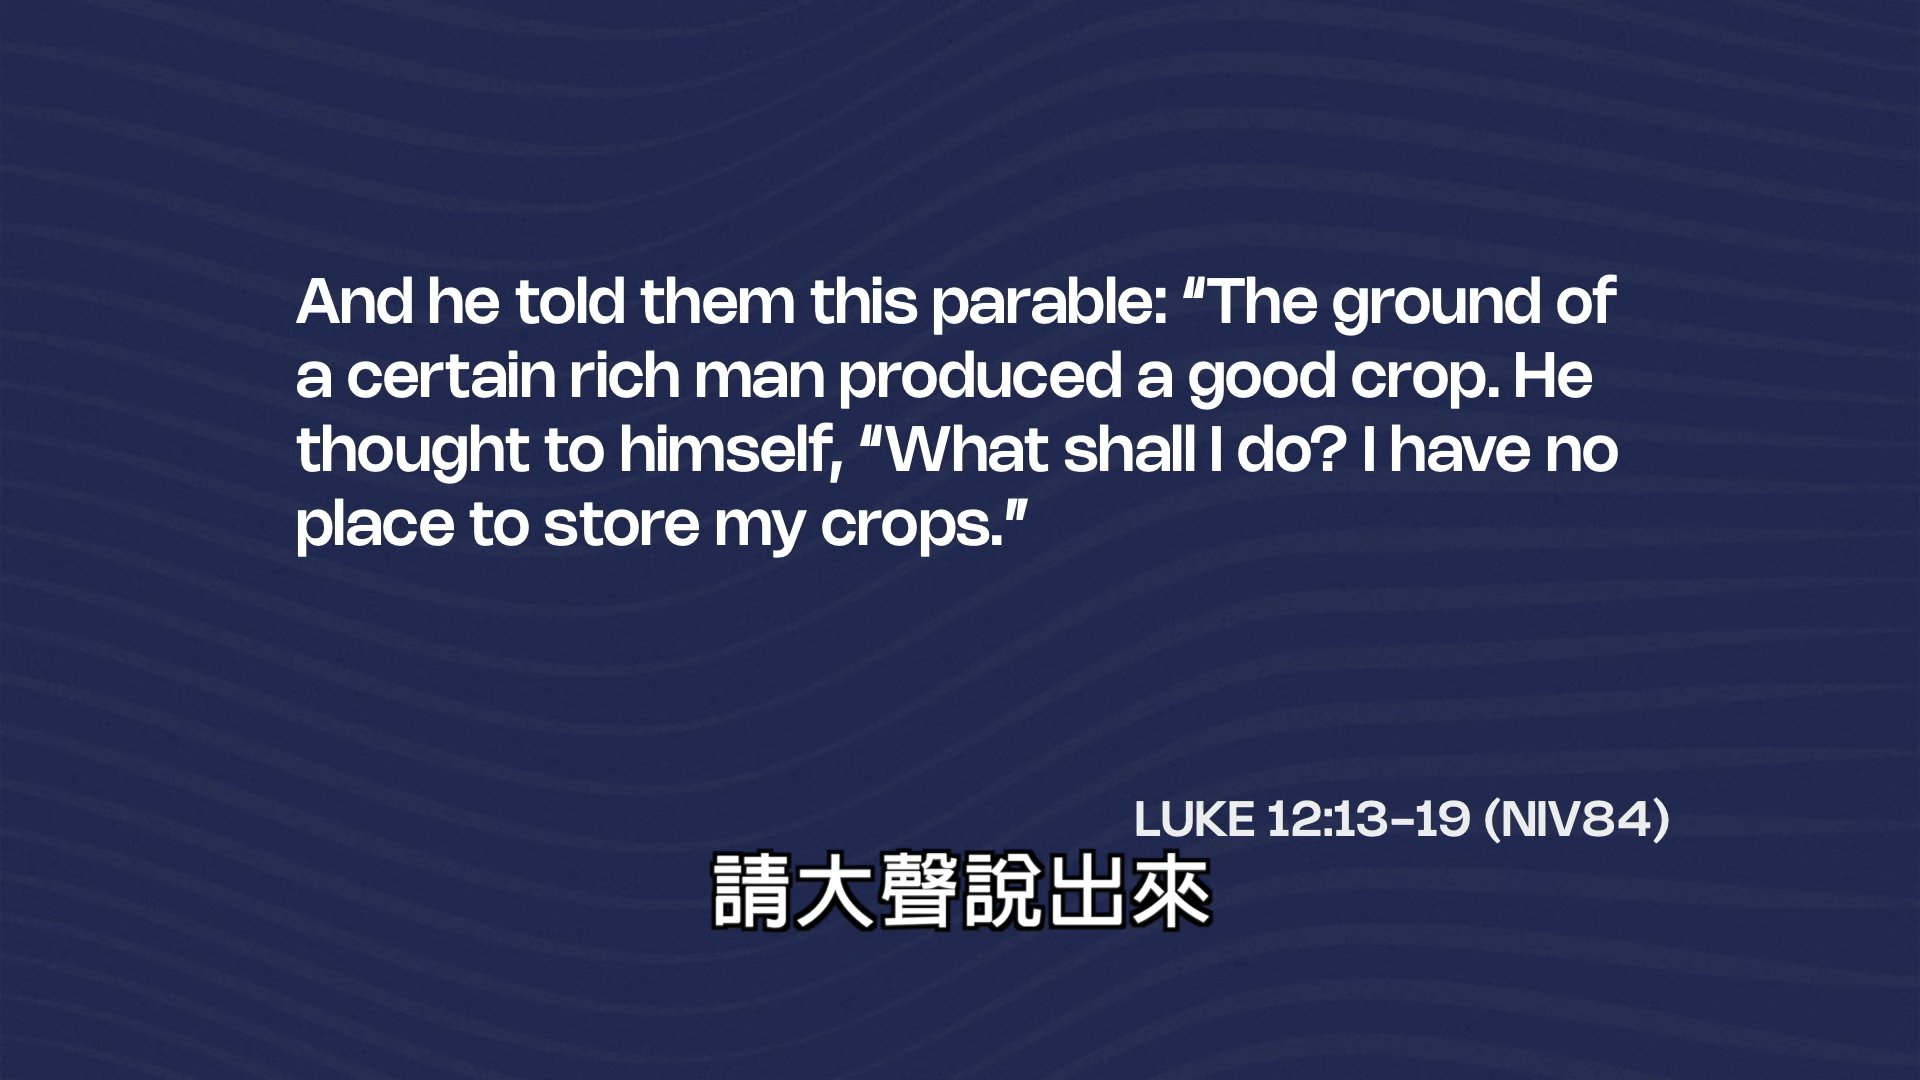 And he told them this parable: “The ground of
a certain rich man produced a good crop. He
thought to himself, “What shall I do? I have no
place to store my crops.”
LUKE 12:13–19 (NIV84)
請大聲說出來